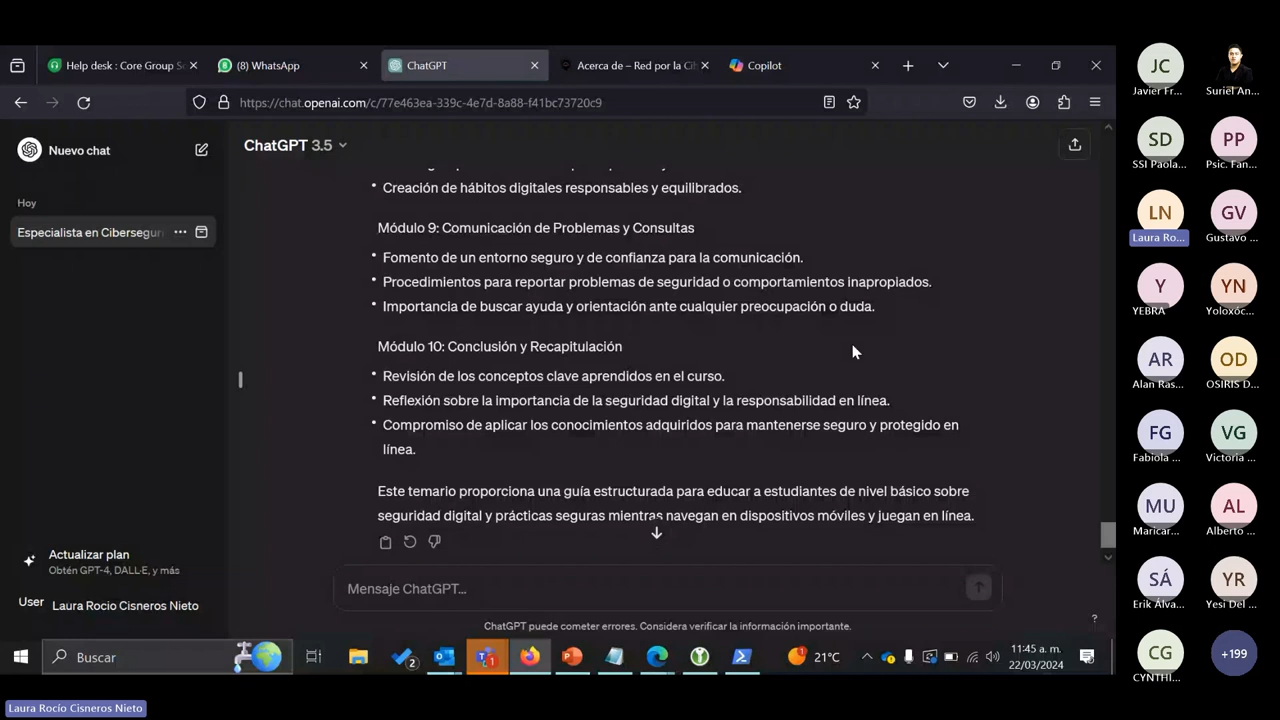 Help desk : Core Group S
(8) WhatsApp
ChatGPT
Acerca de – Red por la Cib
Copilot
https://chat.openai.com/c/77e463ea-339c-4e7d-8a88-f41bc73720c9
Nuevo chat
ChatGPT 3.5
Hoy
Especialista en Cibersegur
Creación de hábitos digitales responsables y equilibrados.
Módulo 9: Comunicación de Problemas y Consultas
Fomento de un entorno seguro y de confianza para la comunicación.
Procedimientos para reportar problemas de seguridad o comportamientos inapropiados.
Importancia de buscar ayuda y orientación ante cualquier preocupación o duda.
Módulo 10: Conclusión y Recapitulación
Revisión de los conceptos clave aprendidos en el curso.
Reflexión sobre la importancia de la seguridad digital y la responsabilidad en línea.
Compromiso de aplicar los conocimientos adquiridos para mantenerse seguro y protegido en
línea.
Este temario proporciona una guía estructurada para educar a estudiantes de nivel básico sobre
seguridad digital y prácticas seguras mientras navegan en dispositivos móviles y juegan en línea.
Actualizar plan
Obtén GPT-4, DALL·E, y más
User
Laura Rocio Cisneros Nieto
Mensaje ChatGPT...
ChatGPT puede cometer errores. Considera verificar la información importante.
?
Buscar
2
1
1
21°C
11:45 a. m.
22/03/2024
JC
Javier Fr...
Suriel An...
SD
SSI Paola...
PP
Psic. Fan...
LN
Laura Ro...
GV
Gustavo ...
Y
YEBRA
YN
Yoloxóc...
AR
Alan Ras...
OD
OSIRIS D...
FG
Fabiola ...
VG
Victoria ...
MU
Maricar...
AL
Alberto ...
SÁ
Erik Álva...
YR
Yesi Del ...
CG
CYNTHI...
+199
Laura Rocío Cisneros Nieto